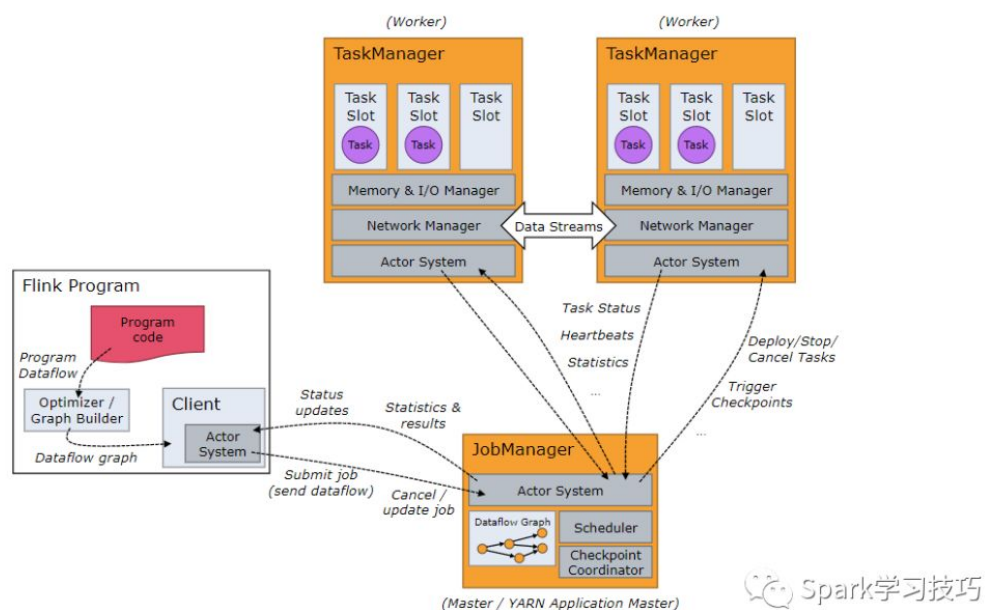 (Worker)
(Worker)
TaskManager
Task
Slot
Task
Task
Slot
Task
Task
Slot
Memory & I/O Manager
Network Manager
Actor System
TaskManager
Task
Slot
Task
Task
Slot
Task
Task
Slot
Memory & I/O Manager
Network Manager
Actor System
Data Streams
Flink Program
Program
code
Program
Dataflow
Optimizer /
Graph Builder
Dataflow graph
Client
Actor
System
Status
updates
Statistics &
results
Submit job
(send dataflow)
Cancel /
update job
Task Status
Heartbeats
Statistics
...
Deploy/Stop/
Cancel Tasks
Trigger
Checkpoints
...
JobManager
Actor System
Dataflow Graph
Scheduler
Checkpoint
Coordinator
(Master / YARN Application Master)
Spark学习技巧